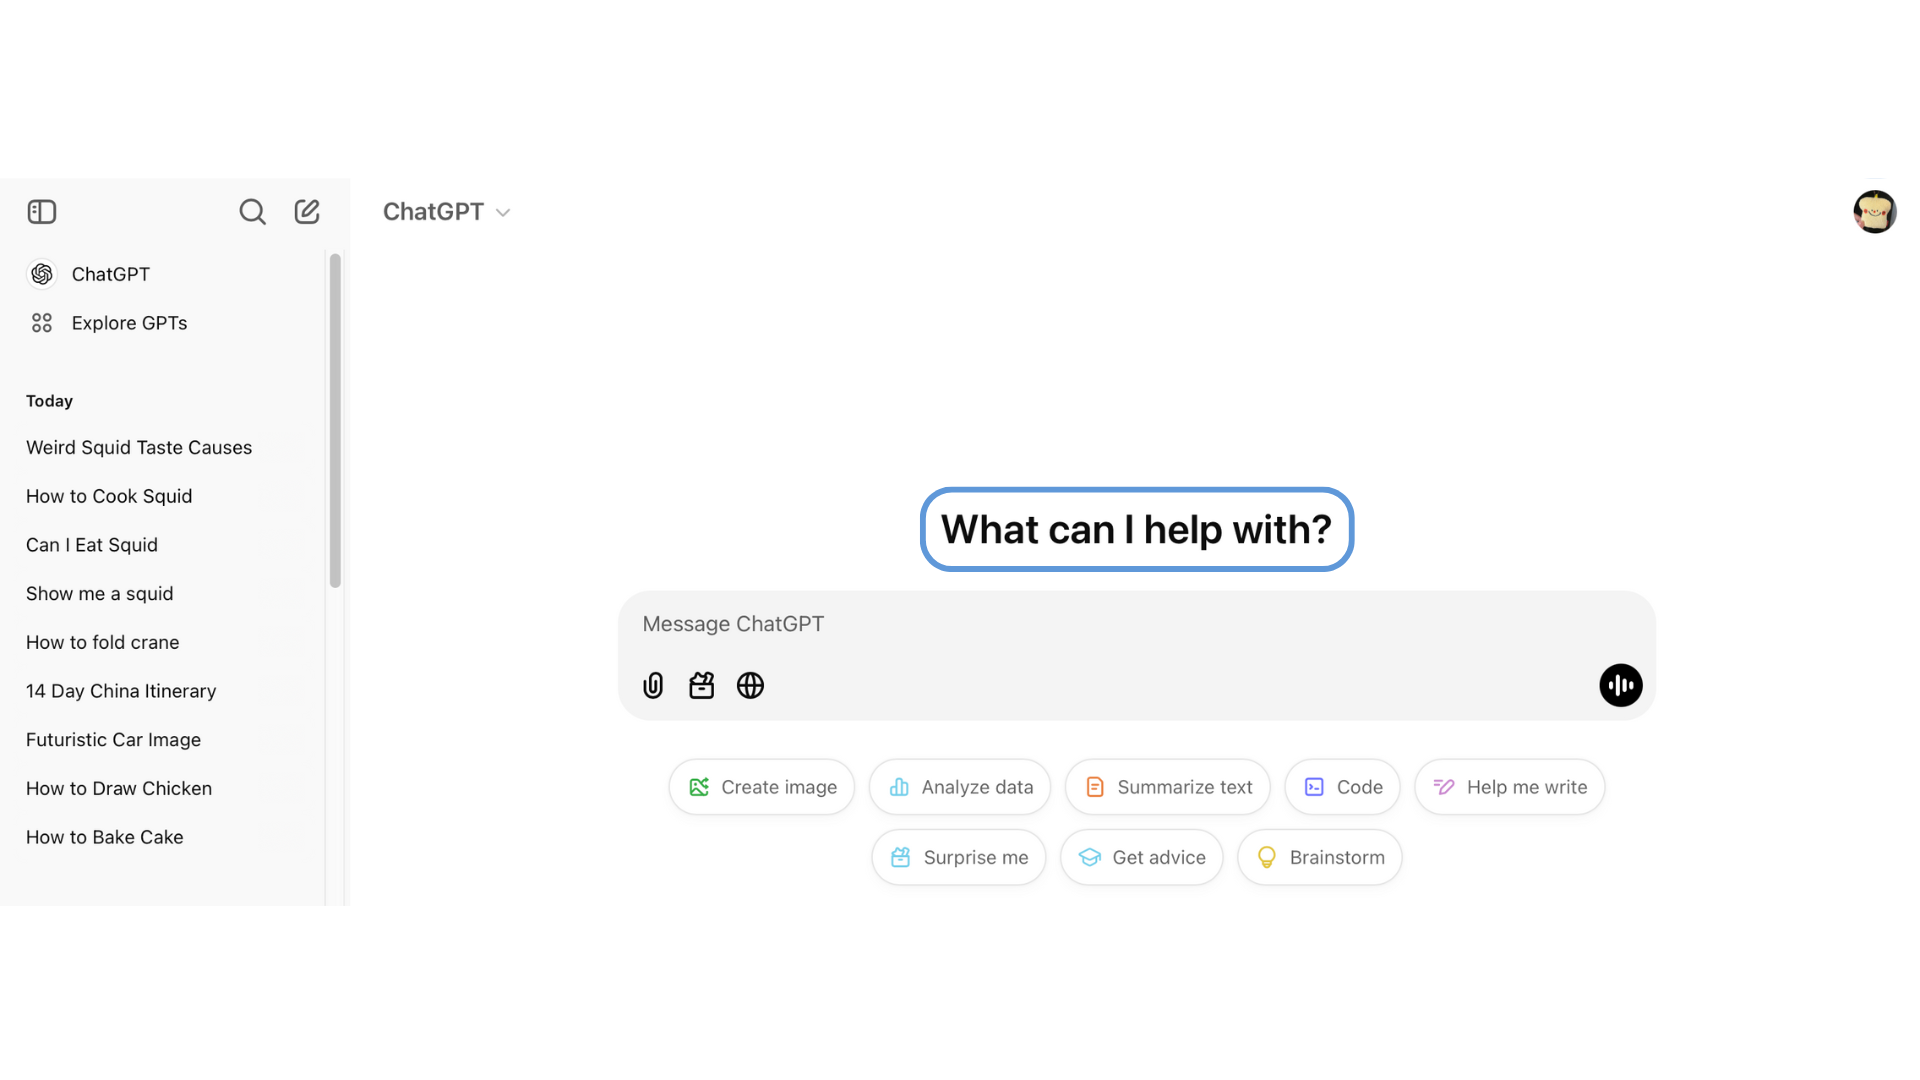 ChatGPT
ChatGPT
Explore GPTs
Today
Weird Squid Taste Causes
How to Cook Squid
Can I Eat Squid
Show me a squid
How to fold crane
14 Day China Itinerary
Futuristic Car Image
How to Draw Chicken
How to Bake Cake
What can I help with?
Message ChatGPT
Create image
Analyze data
Summarize text
Code
Help me write
Surprise me
Get advice
Brainstorm